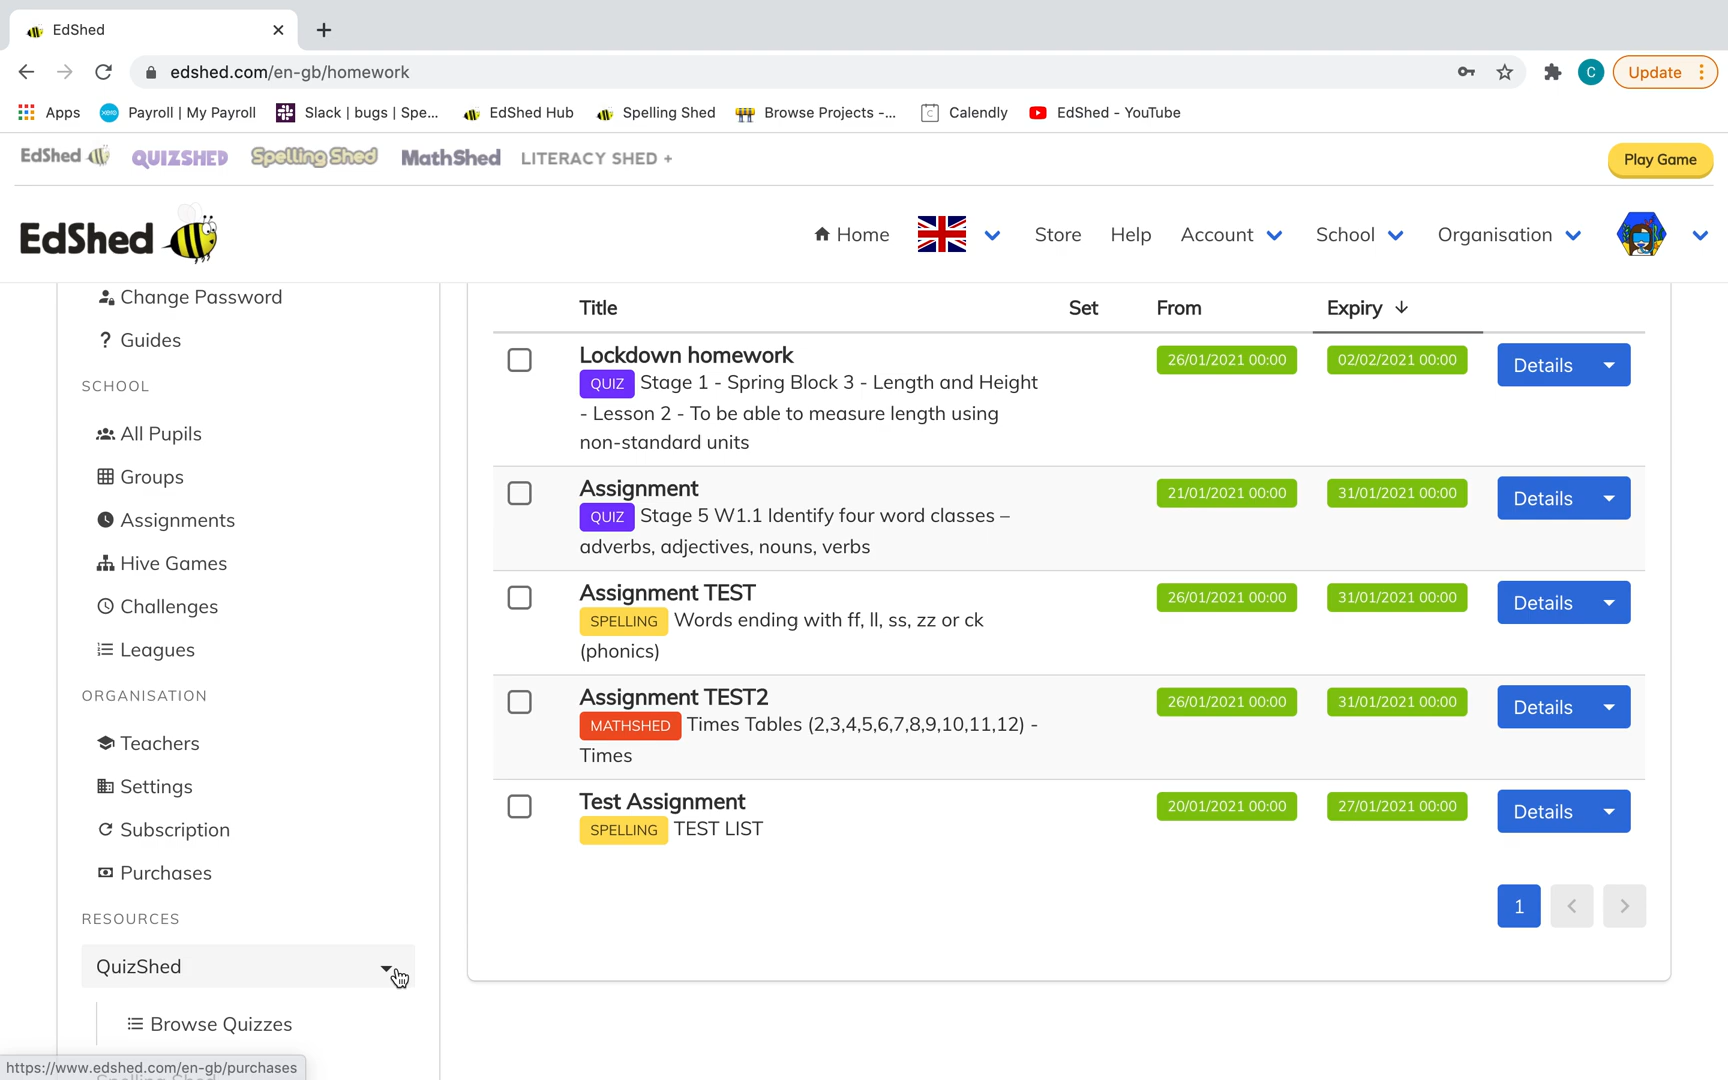 EdShed
edshed.com/en-gb/homework
C
Update
Apps
Payroll | My Payroll
Slack | bugs | Spe...
EdShed Hub
Spelling Shed
Browse Projects -...
Calendly
EdShed - YouTube
EdShed
QUIZSHED
Spelling Shed
MathShed
LITERACY SHED +
Play Game
EdShed
Home
Store
Help
Account
School
Organisation
Change Password
Guides
SCHOOL
All Pupils
Groups
Assignments
Hive Games
Challenges
Leagues
ORGANISATION
Teachers
Settings
Subscription
Purchases
RESOURCES
QuizShed
Browse Quizzes
Spelling Shed
https://www.edshed.com/en-gb/purchases
Title Set From Expiry
Lockdown homework 26/01/2021 00:00 02/02/2021 00:00 Details
QUIZ Stage 1 - Spring Block 3 - Length and Height
- Lesson 2 - To be able to measure length using
non-standard units
Assignment 21/01/2021 00:00 31/01/2021 00:00 Details
QUIZ Stage 5 W1.1 Identify four word classes –
adverbs, adjectives, nouns, verbs
Assignment TEST 26/01/2021 00:00 31/01/2021 00:00 Details
SPELLING Words ending with ff, ll, ss, zz or ck
(phonics)
Assignment TEST2 26/01/2021 00:00 31/01/2021 00:00 Details
MATHSHED Times Tables (2,3,4,5,6,7,8,9,10,11,12) -
Times
Test Assignment 20/01/2021 00:00 27/01/2021 00:00 Details
SPELLING TEST LIST
1